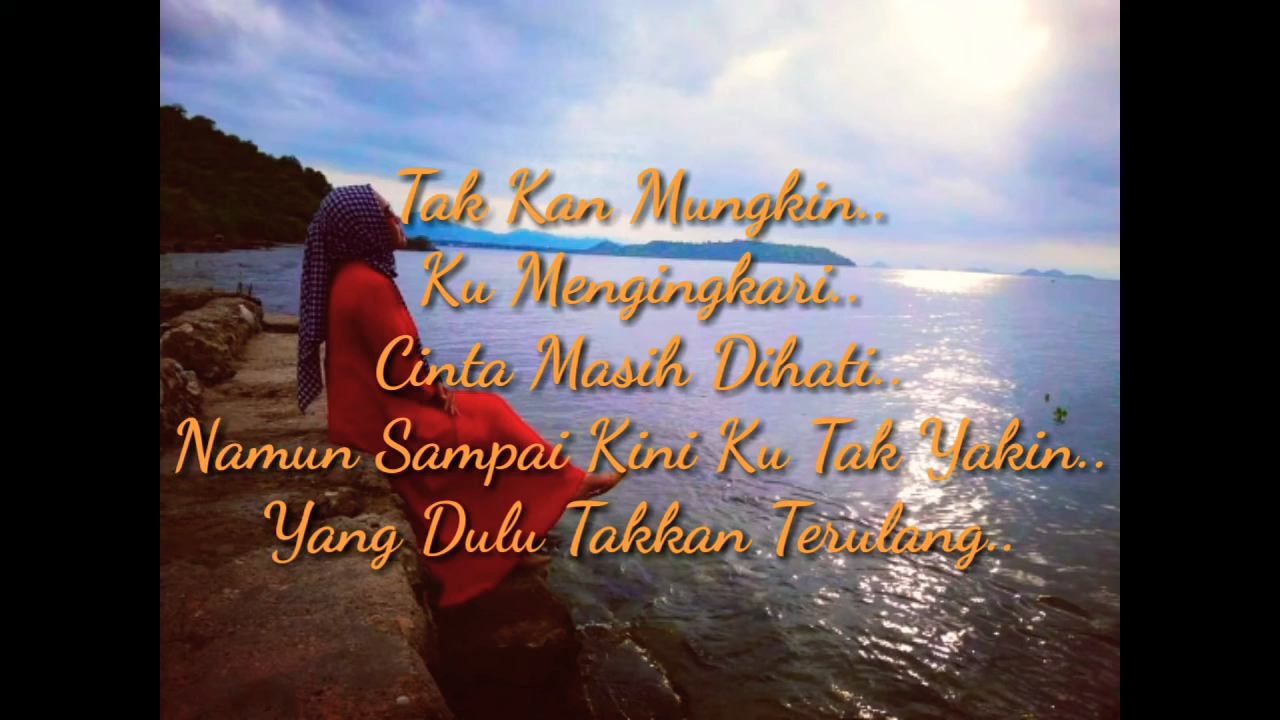 Tak Kan Mungkin..
Ku Mengingkari..
Cinta Masih Dihati..
Namun Sampai Kini Ku Tak Yakin..
Yang Dulu Takkan Terulang..